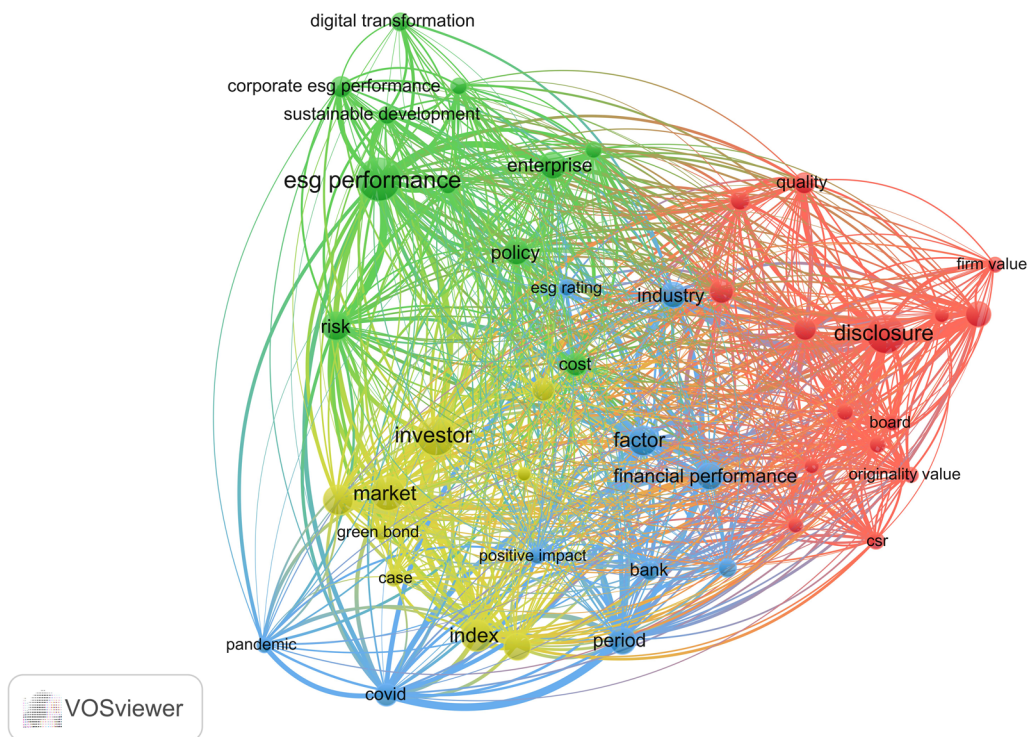 digital transformation
corporate esg performance
sustainable development
esg performance
enterprise
quality
policy
firm value
esg rating
industry
risk
disclosure
cost
board
investor
factor
financial performance
originality value
market
green bond
csr
positive impact
bank
case
index
period
pandemic
covid
VOSviewer